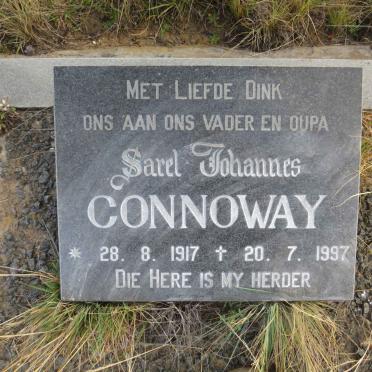 MET LIEFDE DINK
ONS AAN ONS VADER EN OUPA
Sarel Johannes
CONNOWAY
* 28. 8. 1917 ✝ 20. 7. 1997
DIE HERE IS MY HERDER